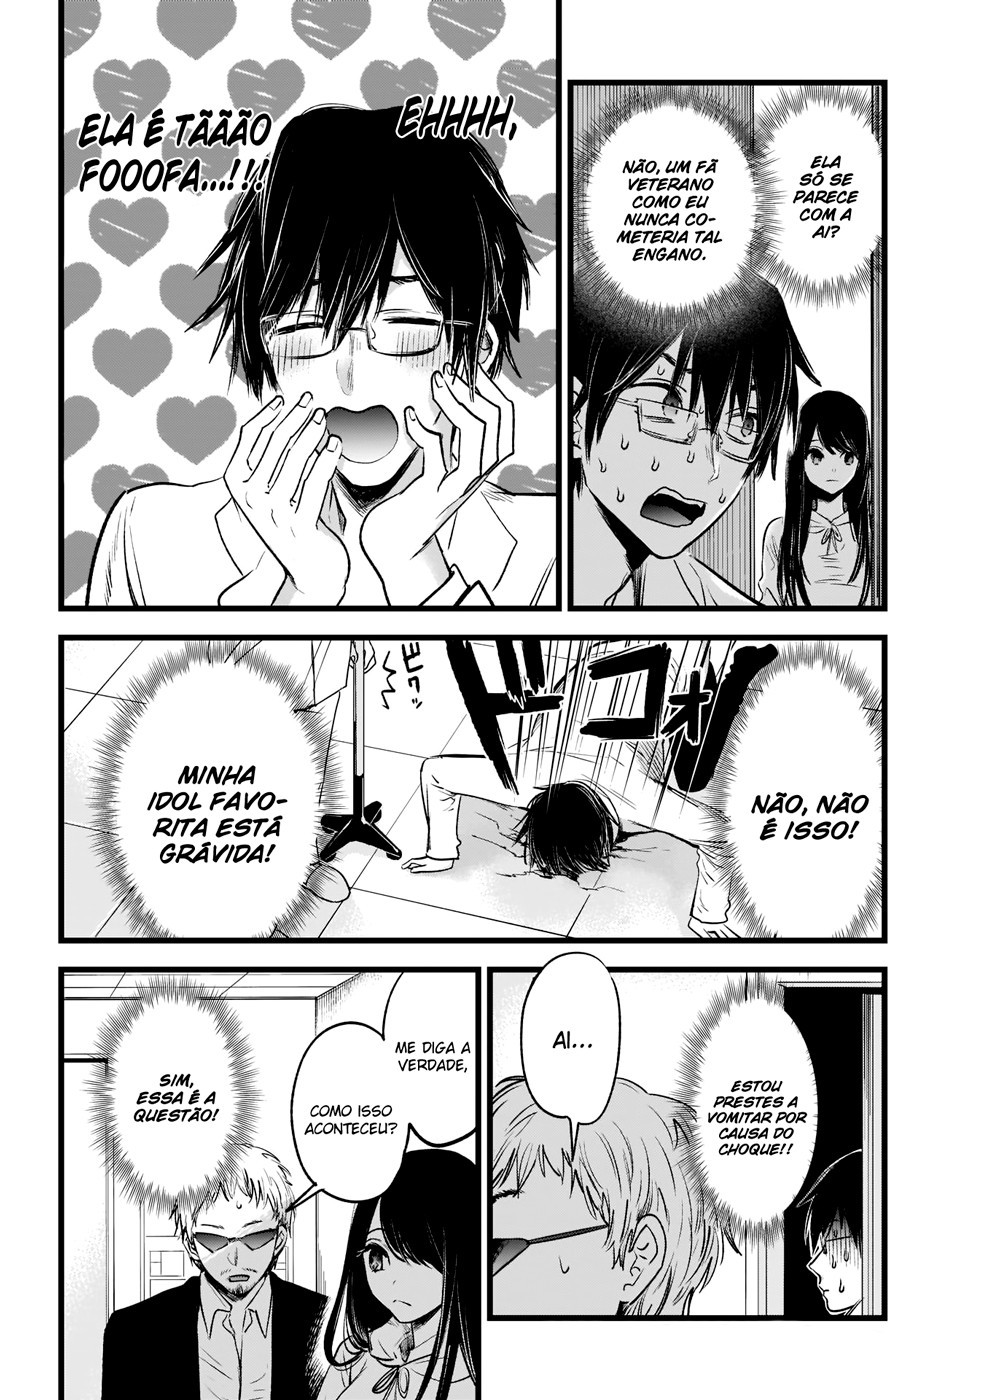 ELA
SÓ SE
PARECE
COM A
AI?
NÃO, UM FÃ
VETERANO
COMO EU
NUNCA CO-
METERIA TAL
ENGANO.
EHHHH,
ELA É TÃÃÃO
FOOOFA...!!!
ドコォ
NÃO, NÃO
É ISSO!
MINHA
IDOL FAVO-
RITA ESTÁ
GRÁVIDA!
ESTOU
PRESTES A
VOMITAR POR
CAUSA DO
CHOQUE!!
AI...
ME DIGA A
VERDADE,
COMO ISSO
ACONTECEU?
SIM,
ESSA É A
QUESTÃO!